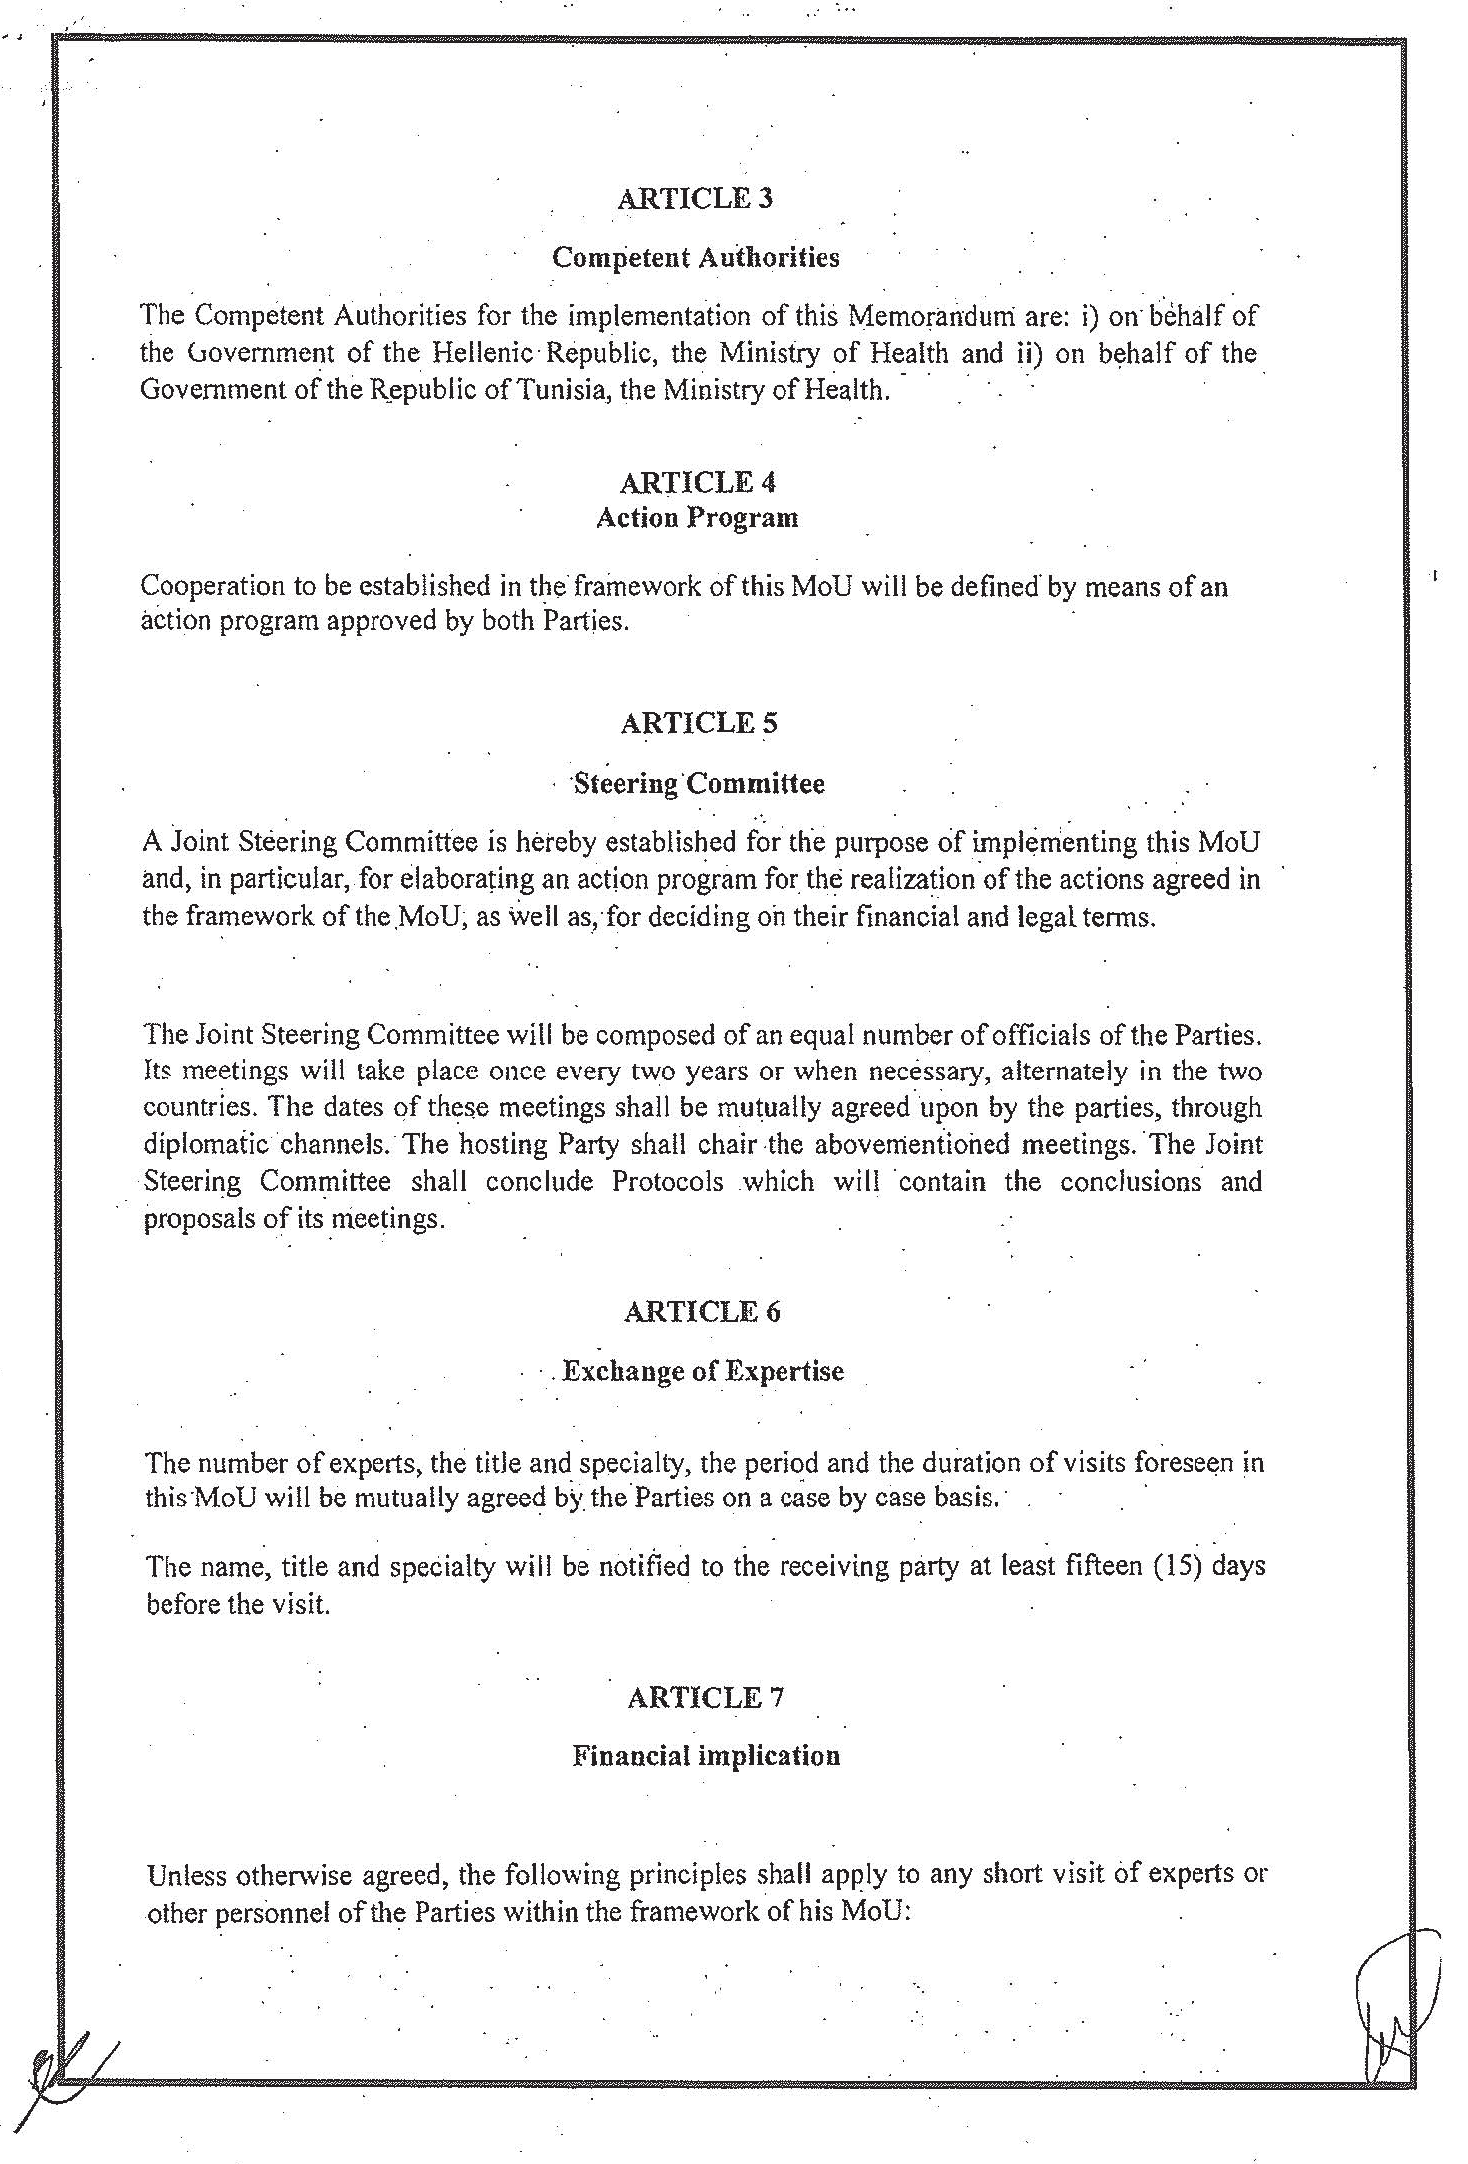 ARTICLE 3
Competent Authorities
The Competent Authorities for the implementation of this Memorandum are: i) on behalf of
the Government of the Hellenic Republic, the Ministry of Health and ii) on behalf of the
Government of the Republic of Tunisia, the Ministry of Health.
ARTICLE 4
Action Program
Cooperation to be established in the framework of this MoU will be defined by means of an
action program approved by both Parties.
ARTICLE 5
Steering Committee
A Joint Steering Committee is hereby established for the purpose of implementing this MoU
and, in particular, for elaborating an action program for the realization of the actions agreed in
the framework of the MoU, as well as, for deciding on their financial and legal terms.
The Joint Steering Committee will be composed of an equal number of officials of the Parties.
Its meetings will take place once every two years or when necessary, alternately in the two
countries. The dates of these meetings shall be mutually agreed upon by the parties, through
diplomatic channels. The hosting Party shall chair the abovementioned meetings. The Joint
Steering Committee shall conclude Protocols which will contain the conclusions and
proposals of its meetings.
ARTICLE 6
Exchange of Expertise
The number of experts, the title and specialty, the period and the duration of visits foreseen in
this MoU will be mutually agreed by the Parties on a case by case basis.
The name, title and specialty will be notified to the receiving party at least fifteen (15) days
before the visit.
ARTICLE 7
Financial implication
Unless otherwise agreed, the following principles shall apply to any short visit of experts or
other personnel of the Parties within the framework of his MoU: